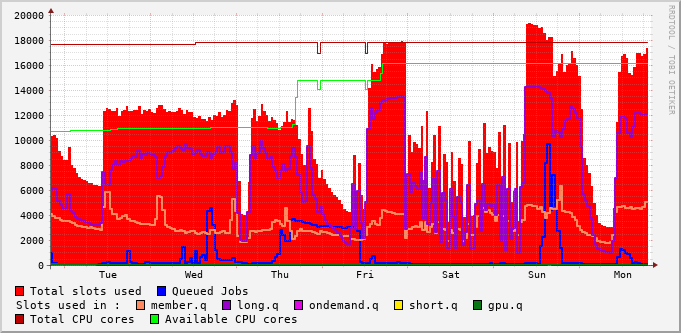 20000
18000
16000
14000
12000
10000
8000
6000
4000
2000
0
Tue Wed Thu Fri Sat Sun Mon
RRDTOOL / TOBI OETIKER
Total slots used Queued Jobs
Slots used in : member.q long.q ondemand.q short.q gpu.q
Total CPU cores Available CPU cores